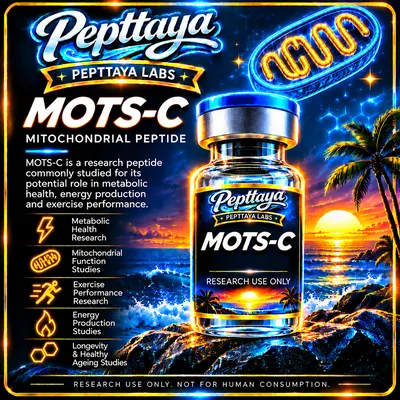 Pepttaya
PEPTTAYA LABS
MOTS-C
MITOCHONDRIAL PEPTIDE
MOTS-C is a research peptide
commonly studied for its
potential role in metabolic
health, energy production
and exercise performance.
Metabolic
Health
Research
Mitochondrial
Function
Studies
Exercise
Performance
Research
Energy
Production
Studies
Longevity
& Healthy
Ageing Studies
Pepttaya
PEPTTAYA LABS
MOTS-C
RESEARCH USE ONLY
RESEARCH USE ONLY. NOT FOR HUMAN CONSUMPTION.